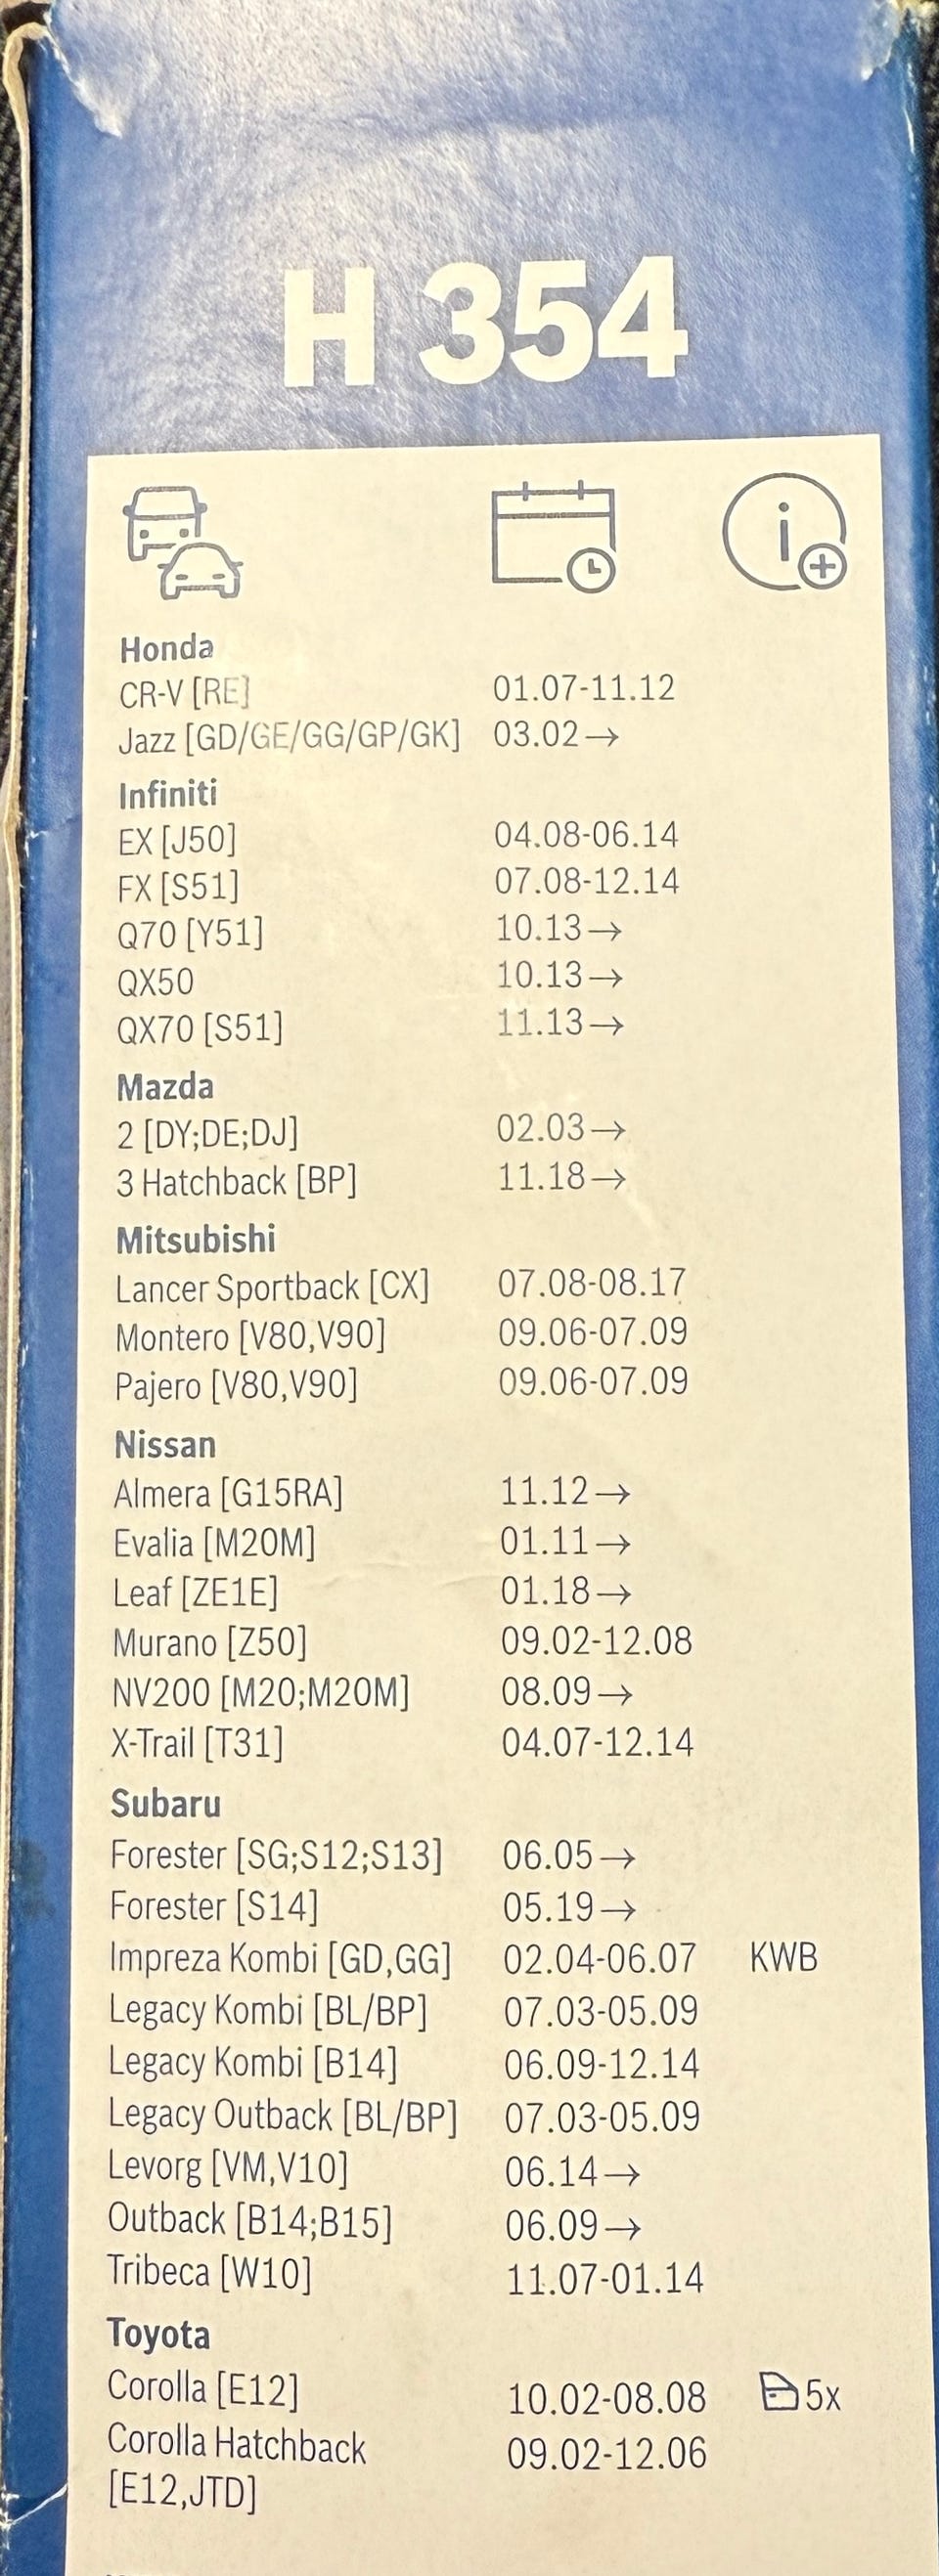 H 354
Honda
CR-V [RE] 01.07-11.12
Jazz [GD/GE/GG/GP/GK] 03.02→
Infiniti
EX [J50] 04.08-06.14
FX [S51] 07.08-12.14
Q70 [Y51] 10.13→
QX50 10.13→
QX70 [S51] 11.13→
Mazda
2 [DY;DE;DJ] 02.03→
3 Hatchback [BP] 11.18→
Mitsubishi
Lancer Sportback [CX] 07.08-08.17
Montero [V80,V90] 09.06-07.09
Pajero [V80,V90] 09.06-07.09
Nissan
Almera [G15RA] 11.12→
Evalia [M20M] 01.11→
Leaf [ZE1E] 01.18→
Murano [Z50] 09.02-12.08
NV200 [M20;M20M] 08.09→
X-Trail [T31] 04.07-12.14
Subaru
Forester [SG;S12;S13] 06.05→
Forester [S14] 05.19→
Impreza Kombi [GD,GG] 02.04-06.07 KWB
Legacy Kombi [BL/BP] 07.03-05.09
Legacy Kombi [B14] 06.09-12.14
Legacy Outback [BL/BP] 07.03-05.09
Levorg [VM,V10] 06.14→
Outback [B14;B15] 06.09→
Tribeca [W10] 11.07-01.14
Toyota
Corolla [E12] 10.02-08.08 5x
Corolla Hatchback 09.02-12.06
[E12,JTD]